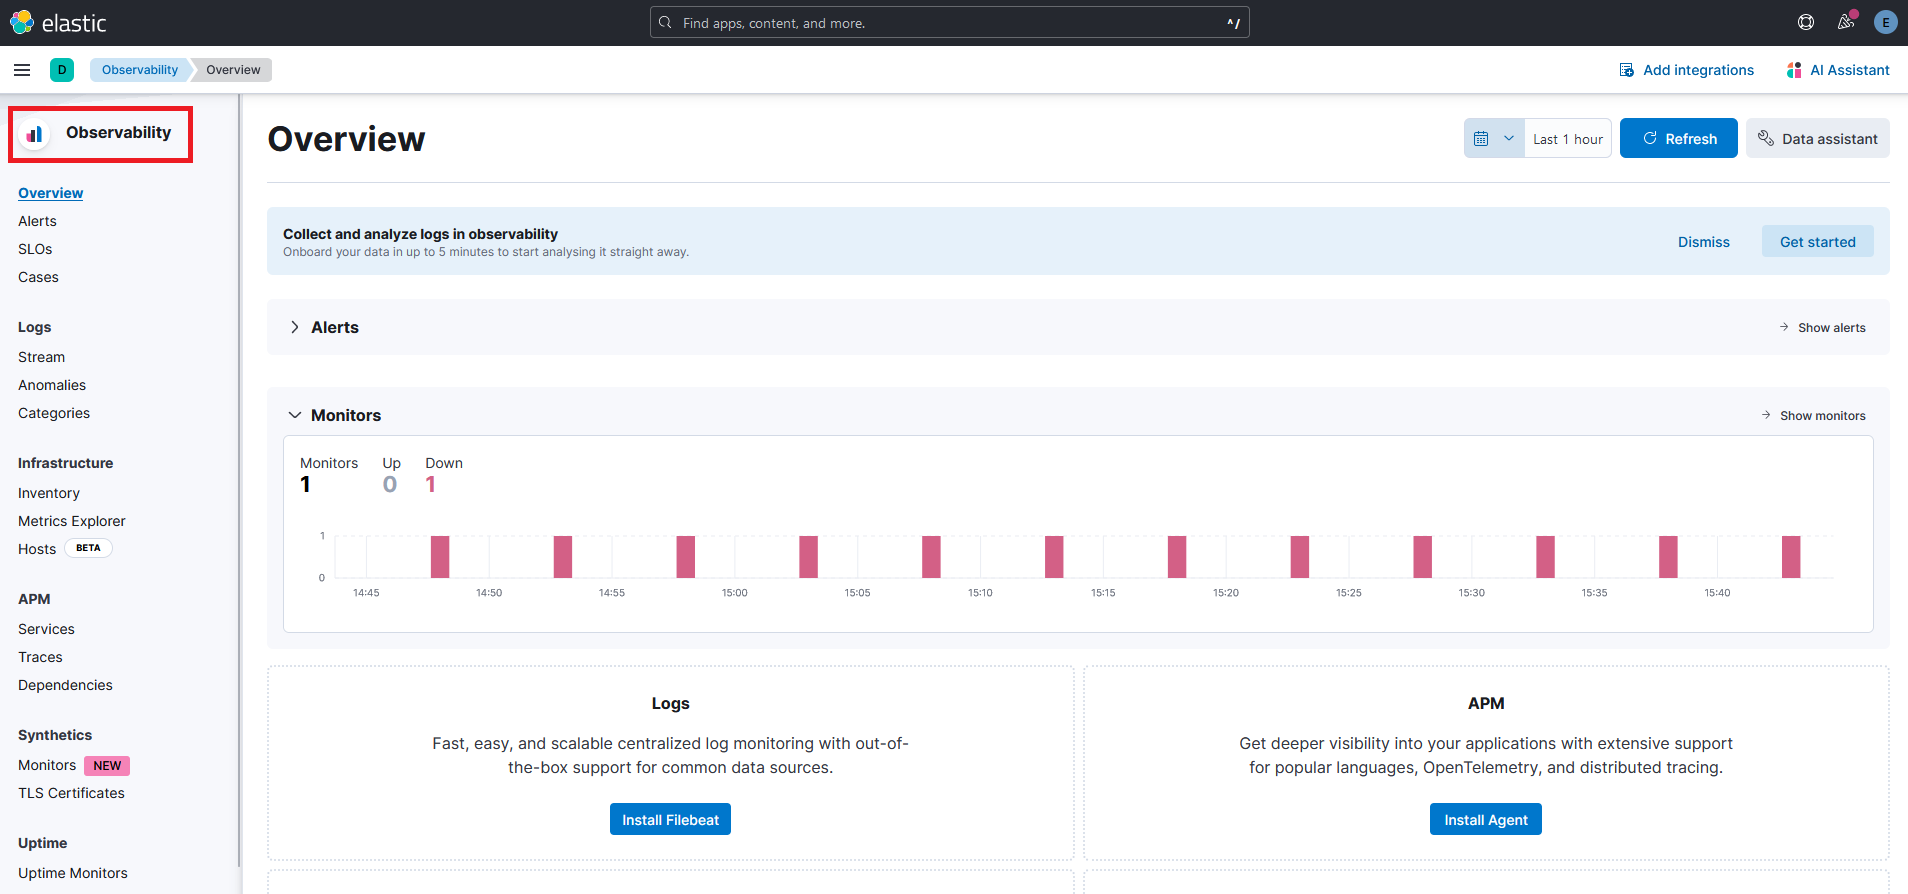 elastic
Find apps, content, and more.
^/
E
D
Observability
Overview
Add integrations
AI Assistant
Observability
Overview
Alerts
SLOs
Cases
Logs
Stream
Anomalies
Categories
Infrastructure
Inventory
Metrics Explorer
Hosts BETA
APM
Services
Traces
Dependencies
Synthetics
Monitors NEW
TLS Certificates
Uptime
Uptime Monitors
Overview
Last 1 hour
Refresh
Data assistant
Collect and analyze logs in observability
Onboard your data in up to 5 minutes to start analysing it straight away.
Dismiss
Get started
Alerts
Show alerts
Monitors
Show monitors
Monitors Up Down
1 0 1
1
0
14:45 14:50 14:55 15:00 15:05 15:10 15:15 15:20 15:25 15:30 15:35 15:40
Logs
Fast, easy, and scalable centralized log monitoring with out-of-
the-box support for common data sources.
Install Filebeat
APM
Get deeper visibility into your applications with extensive support
for popular languages, OpenTelemetry, and distributed tracing.
Install Agent